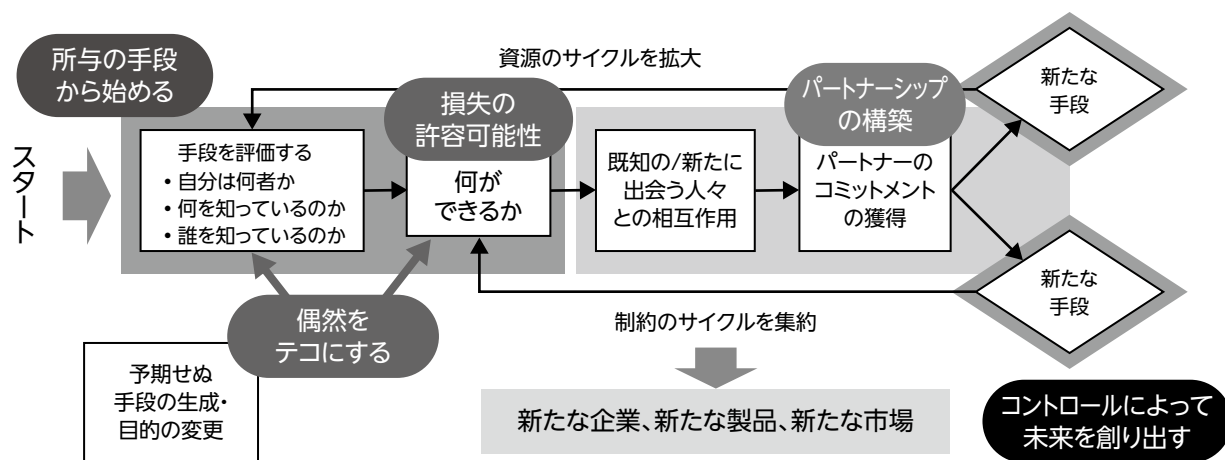 所与の手段
から始める
資源のサイクルを拡大
新たな
手段
損失の
許容可能性
パートナーシップ
の構築
スタート
手段を評価する
・自分は何者か
・何を知っているのか
・誰を知っているのか
何が
できるか
既知の/新たに
出会う人々
との相互作用
パートナーの
コミットメント
の獲得
新たな
手段
偶然を
テコにする
制約のサイクルを集約
予期せぬ
手段の生成・
目的の変更
新たな企業、新たな製品、新たな市場
コントロールによって
未来を創り出す